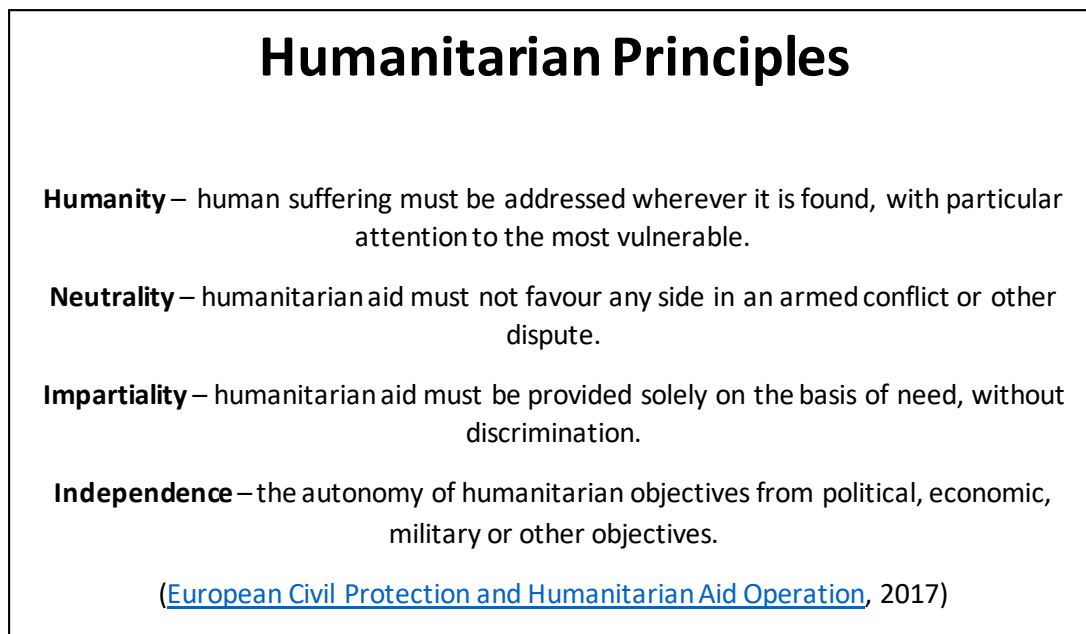 Humanitarian Principles
Humanity – human suffering must be addressed wherever it is found, with particular
attention to the most vulnerable.
Neutrality – humanitarian aid must not favour any side in an armed conflict or other
dispute.
Impartiality – humanitarian aid must be provided solely on the basis of need, without
discrimination.
Independence – the autonomy of humanitarian objectives from political, economic,
military or other objectives.
(European Civil Protection and Humanitarian Aid Operation, 2017)